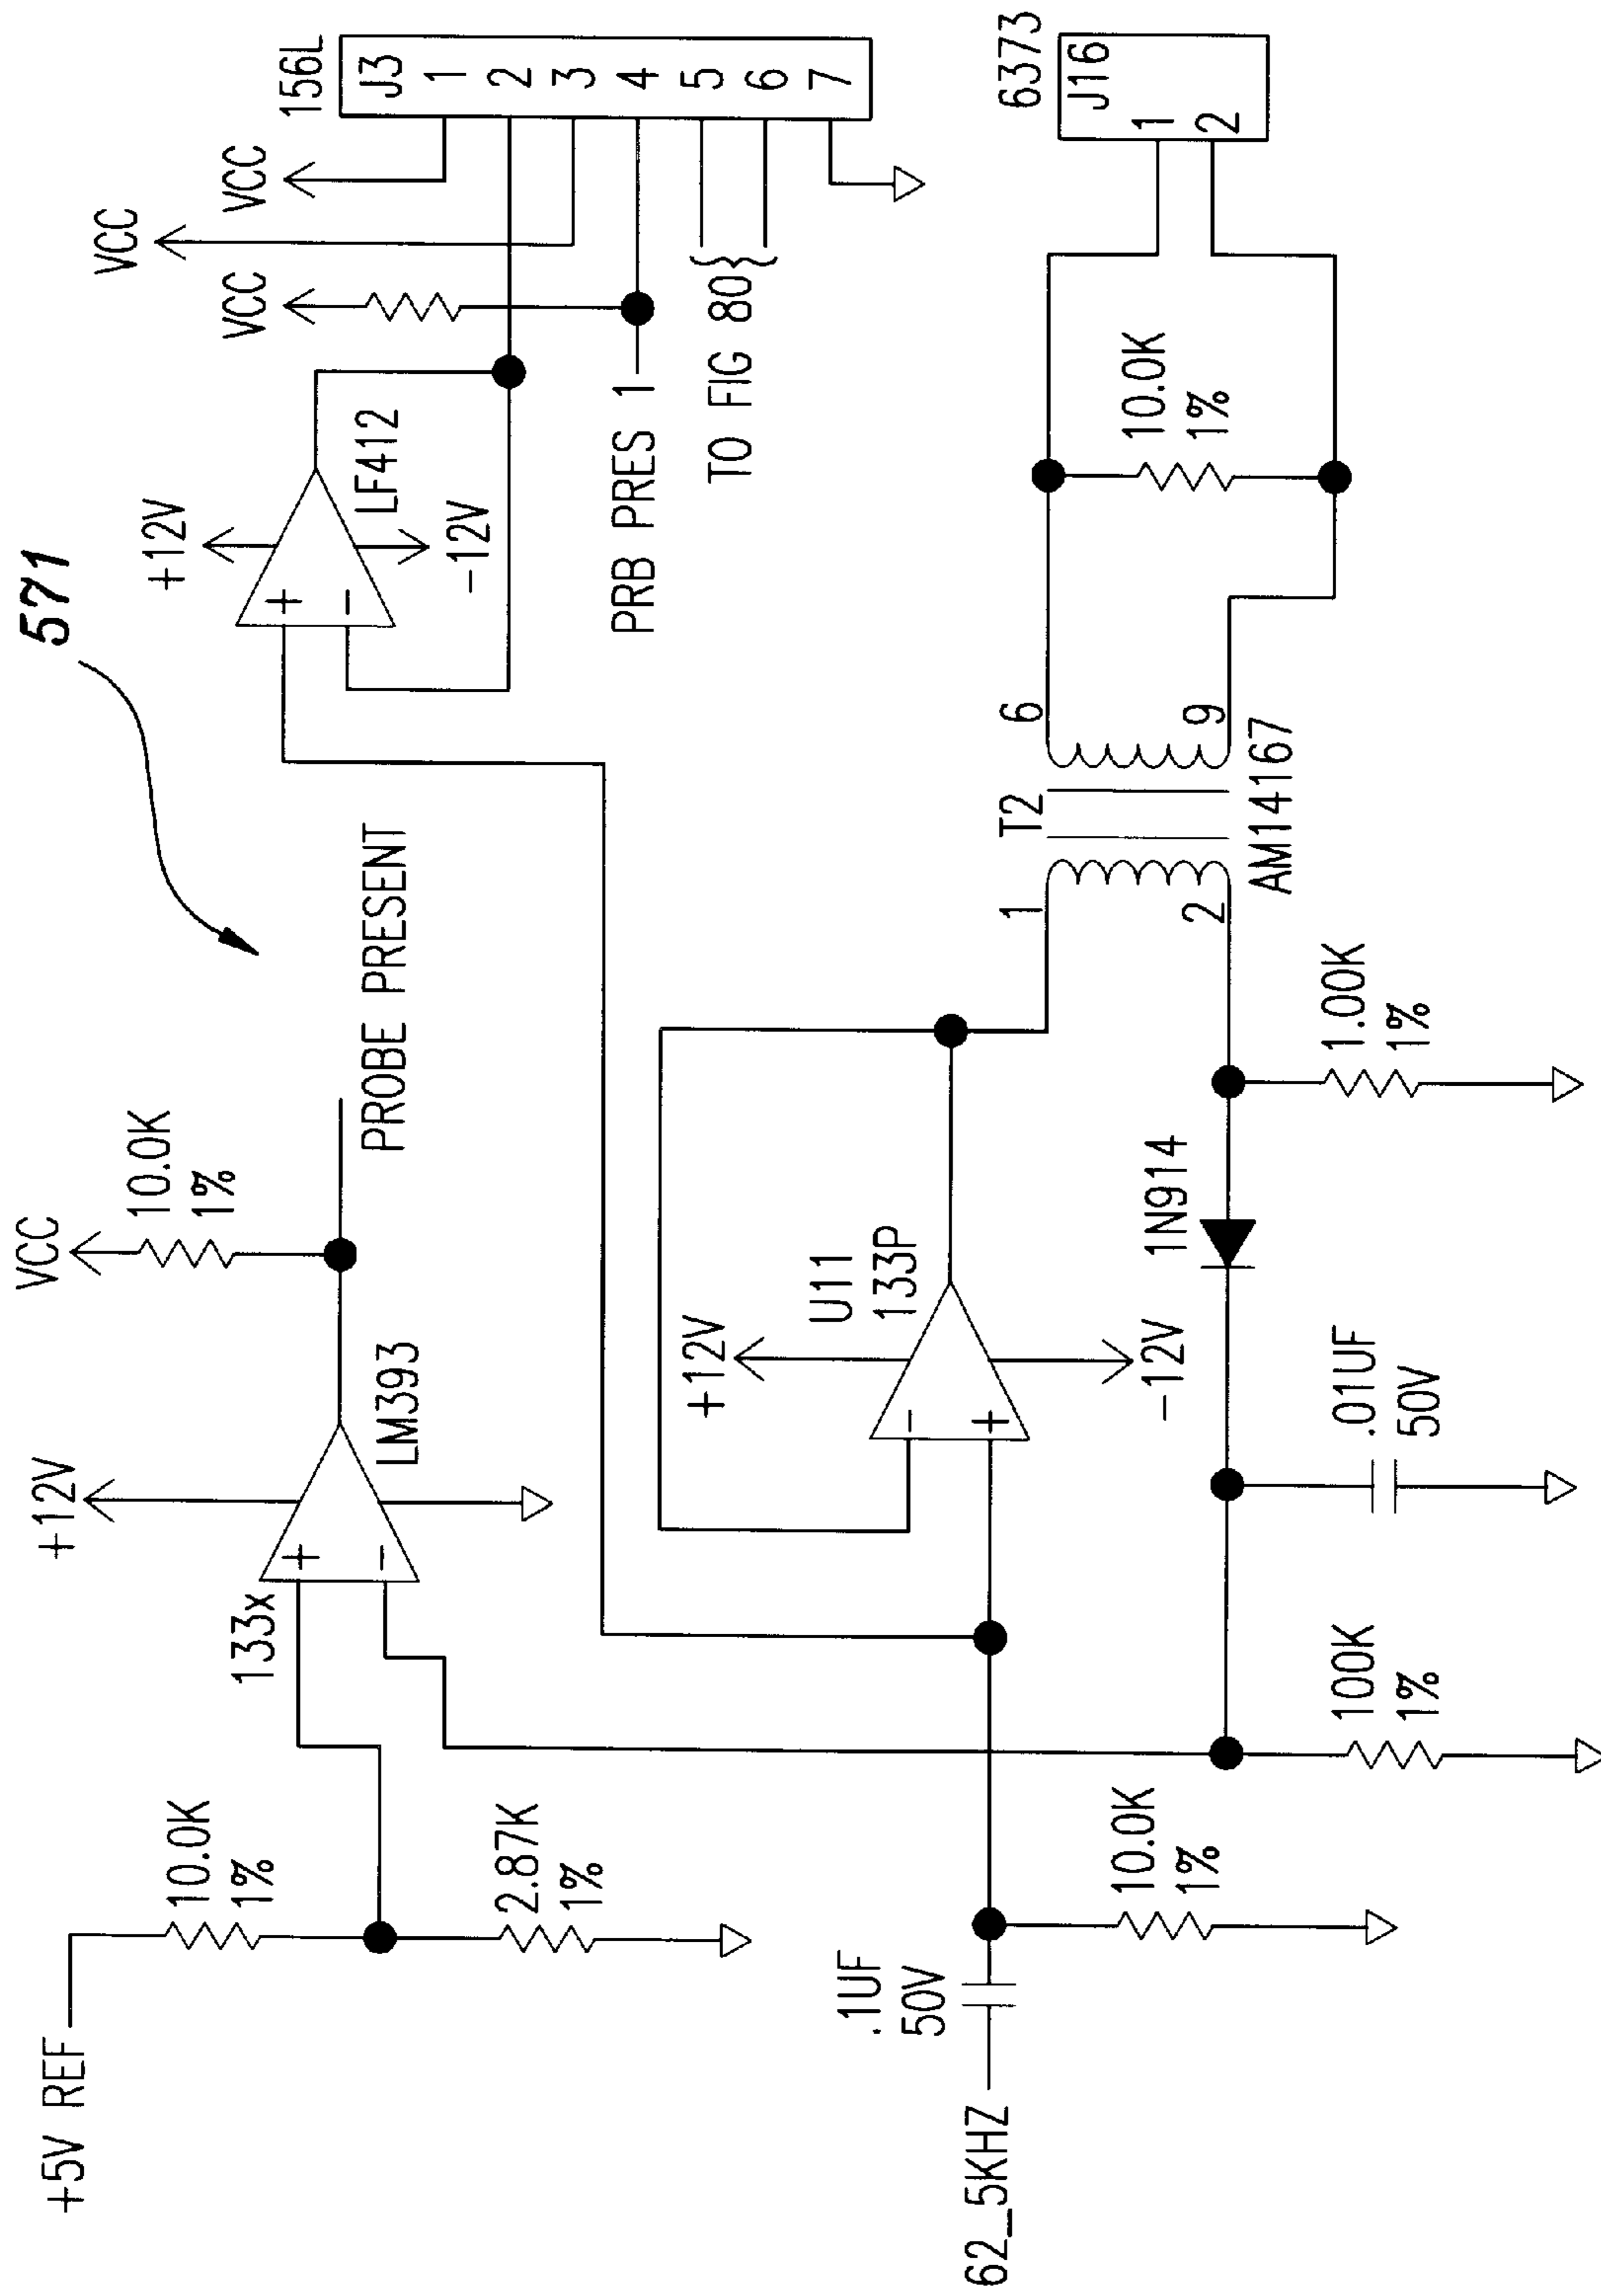 571
+5V REF
10.0K
1%
2.87K
1%
133x
+
-
+12V
LM393
VCC
10.0K
1%
PROBE PRESENT
+12V
+
-
LF412
-12V
VCC
VCC
VCC
156L
J3
1
2
3
4
5
6
7
PRB PRES 1
TO FIG 80
62_5KHZ
.1UF
50V
10.0K
1%
+12V
U11
133P
-
+
-12V
100K
1%
.01UF
50V
1N914
1.00K
1%
1
2
T2
6
9
AM14167
10.0K
1%
6373
J16
1
2